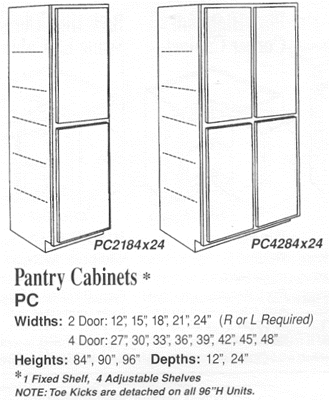 PC2184x24 PC4284x24
Pantry Cabinets *
PC
Widths: 2 Door: 12", 15", 18", 21", 24" (R or L Required)
4 Door: 27", 30", 33", 36", 39", 42", 45", 48"
Heights: 84", 90", 96" Depths: 12", 24"
*1 Fixed Shelf, 4 Adjustable Shelves
NOTE: Toe Kicks are detached on all 96"H Units.